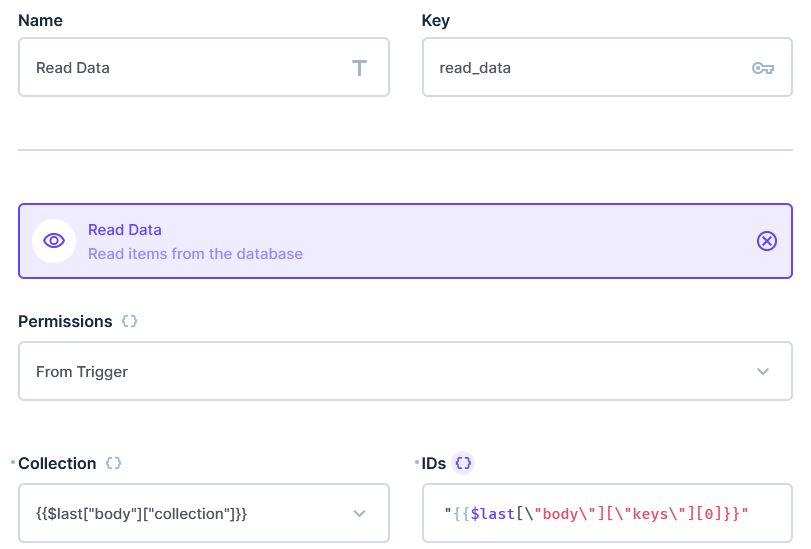 Name
Key
Read Data
read_data
Read Data
Read items from the database
Permissions {}
From Trigger
Collection {}
IDs {}
{{$last["body"]["collection"]}}
"{{$last[\"body\"][\"keys\"][0]}}"